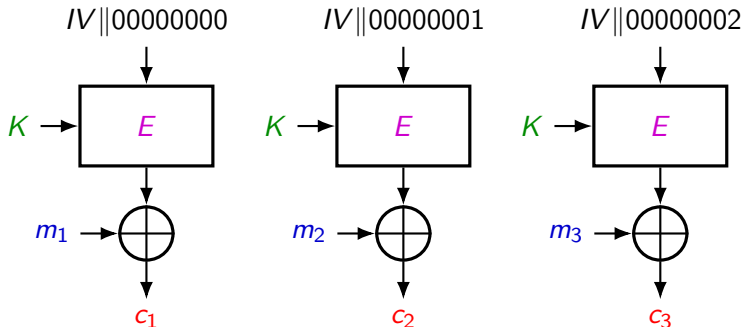 IV‖00000000 IV‖00000001 IV‖00000002
K E K E K E
m₁ m₂ m₃
c₁ c₂ c₃